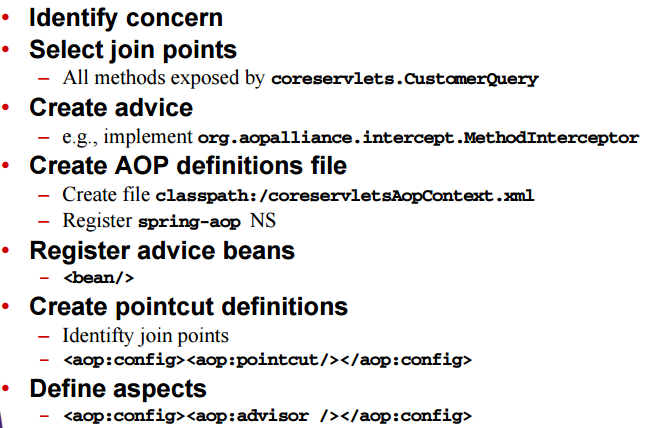 • Identify concern
• Select join points
– All methods exposed by coreservlets.CustomerQuery
• Create advice
– e.g., implement org.aopalliance.intercept.MethodInterceptor
• Create AOP definitions file
– Create file classpath:/coreservletsAopContext.xml
– Register spring-aop NS
• Register advice beans
– <bean/>
• Create pointcut definitions
– Identifty join points
– <aop:config><aop:pointcut/></aop:config>
• Define aspects
– <aop:config><aop:advisor /></aop:config>